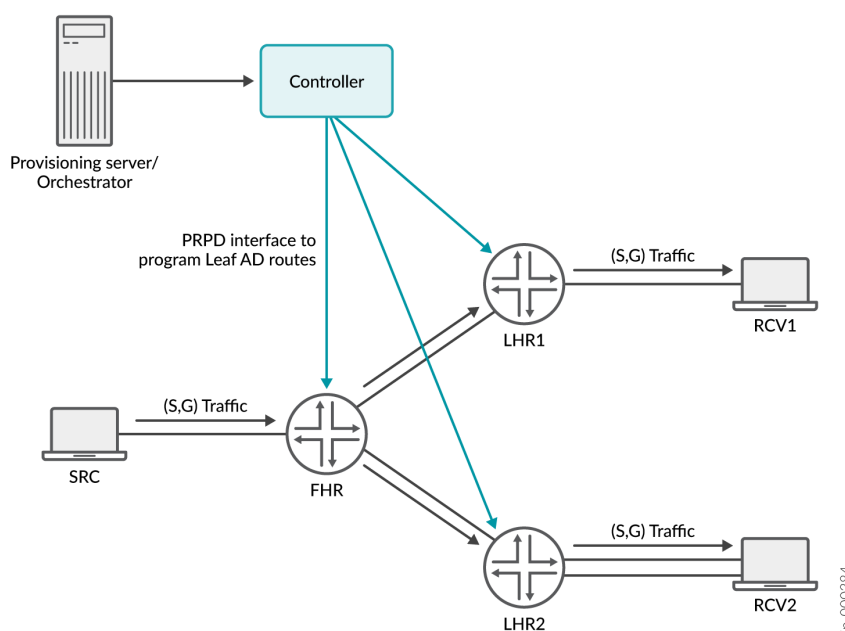 Controller
Provisioning server/
Orchestrator
PRPD interface to
program Leaf AD routes
(S,G) Traffic
RCV1
LHR1
(S,G) Traffic
SRC
FHR
(S,G) Traffic
RCV2
LHR2